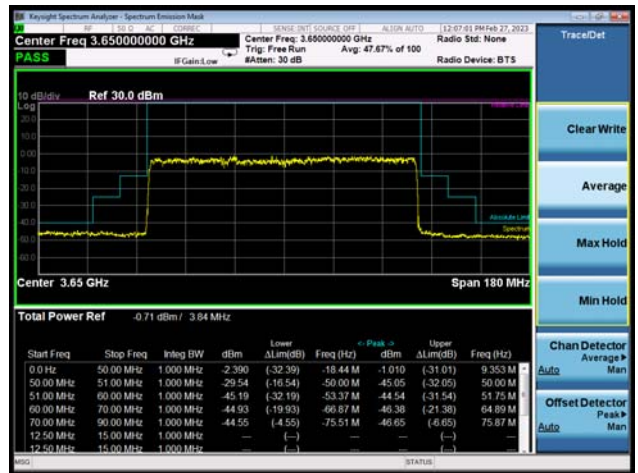 Keysight Spectrum Analyzer - Spectrum Emission Mask
RF 50 Ω AC CORREC SENSE:INT SOURCE OFF ALIGN AUTO 12:07:01 PM Feb 27, 2023
Center Freq 3.650000000 GHz
Center Freq: 3.650000000 GHz
Radio Std: None
Trace/Det
PASS
Trig: Free Run Avg: 47.67% of 100
IFGain:Low #Atten: 30 dB Radio Device: BTS
10 dB/div Ref 30.0 dBm
Log
20.0
10.0
0.00
10.0
20.0
30.0
40.0
Absolute Limit
Spectrum
60.0
Center 3.65 GHz Span 180 MHz
Clear Write
Average
Max Hold
Min Hold
Chan Detector
Average
Auto Man
Offset Detector
Peak
Auto Man
Total Power Ref -0.71 dBm / 3.84 MHz
Lower <- Peak -> Upper
Start Freq Stop Freq Integ BW dBm ΔLim(dB) Freq (Hz) dBm ΔLim(dB) Freq (Hz)
0.0 Hz 50.00 MHz 1.000 MHz -2.390 (-32.39) -18.44 M -1.010 (-31.01) 9.353 M
50.00 MHz 51.00 MHz 1.000 MHz -29.54 (-16.54) -50.00 M -45.05 (-32.05) 50.00 M
51.00 MHz 60.00 MHz 1.000 MHz -45.19 (-32.19) -53.37 M -44.54 (-31.54) 51.75 M
60.00 MHz 70.00 MHz 1.000 MHz -44.93 (-19.93) -66.87 M -46.38 (-21.38) 64.89 M
70.00 MHz 90.00 MHz 1.000 MHz -44.55 (-4.55) -75.51 M -46.65 (-6.65) 75.87 M
12.50 MHz 15.00 MHz 1.000 MHz --- (---) --- --- (---) ---
12.50 MHz 15.00 MHz 1.000 MHz --- (---) --- --- (---) ---
MSG STATUS